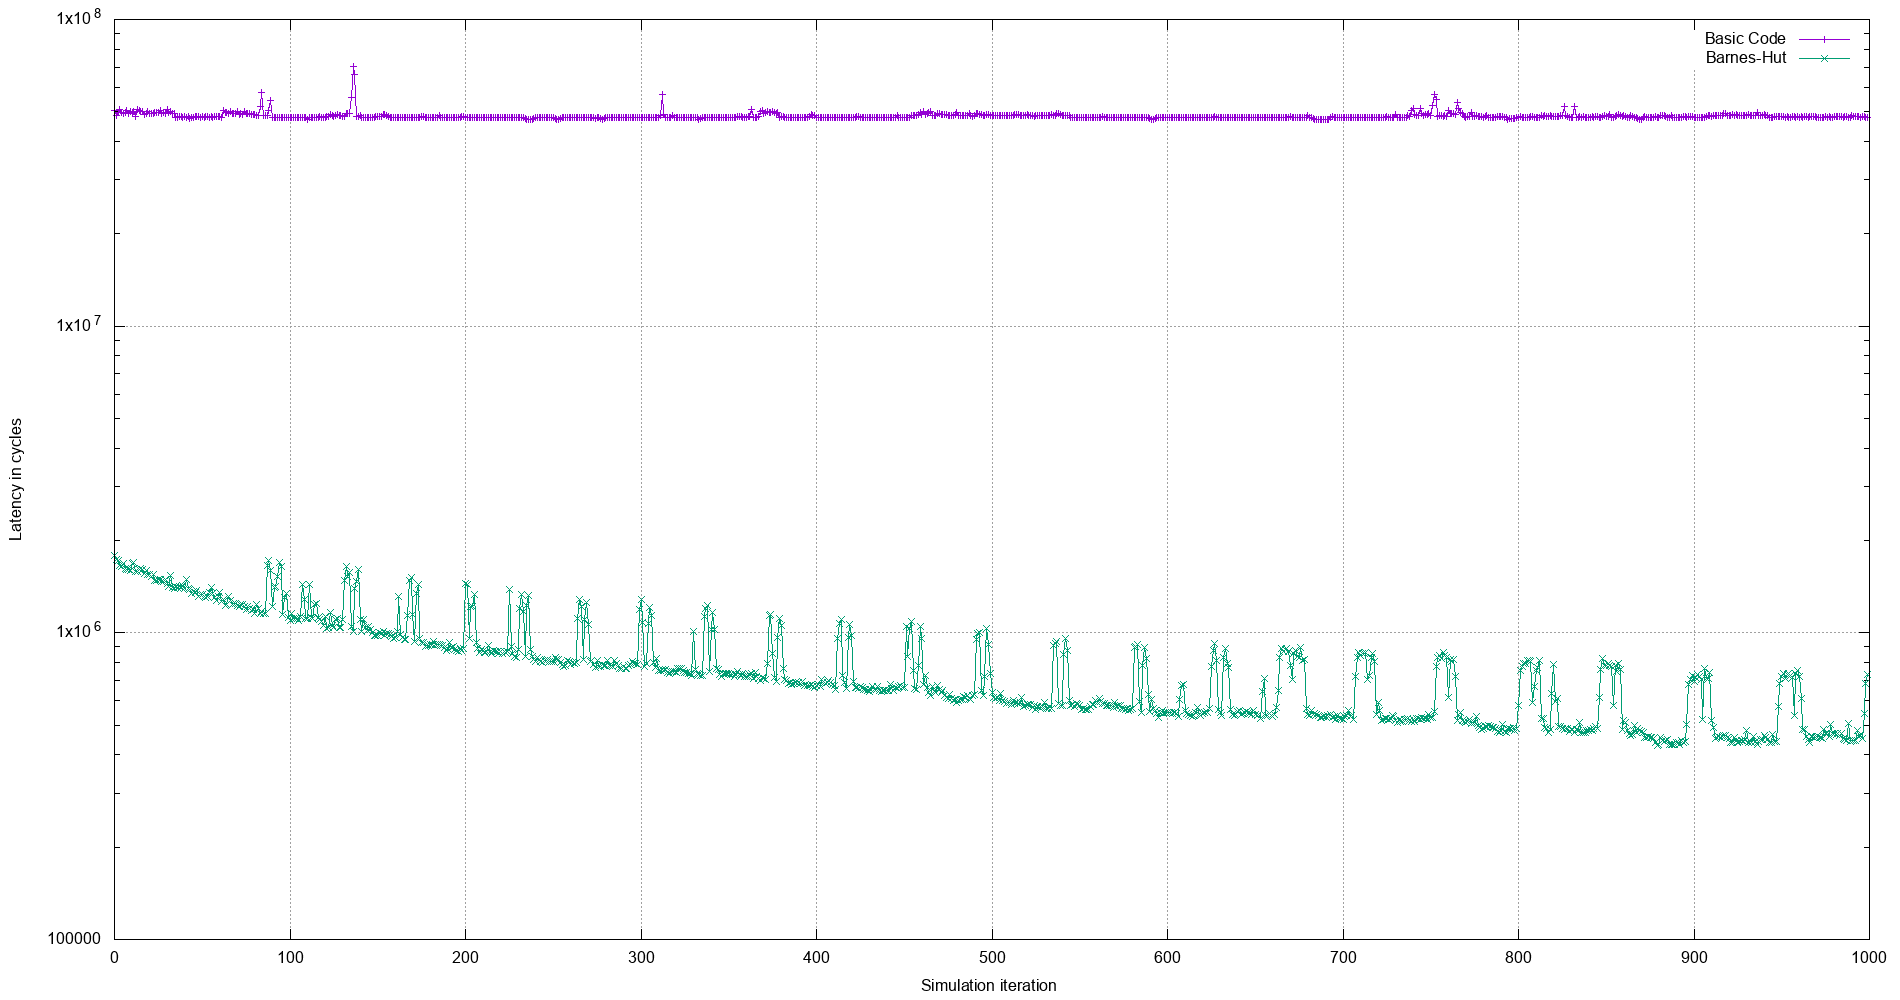 1x10^8
Basic Code
Barnes-Hut
1x10^7
Latency in cycles
1x10^6
100000
0 100 200 300 400 500 600 700 800 900 1000
Simulation iteration